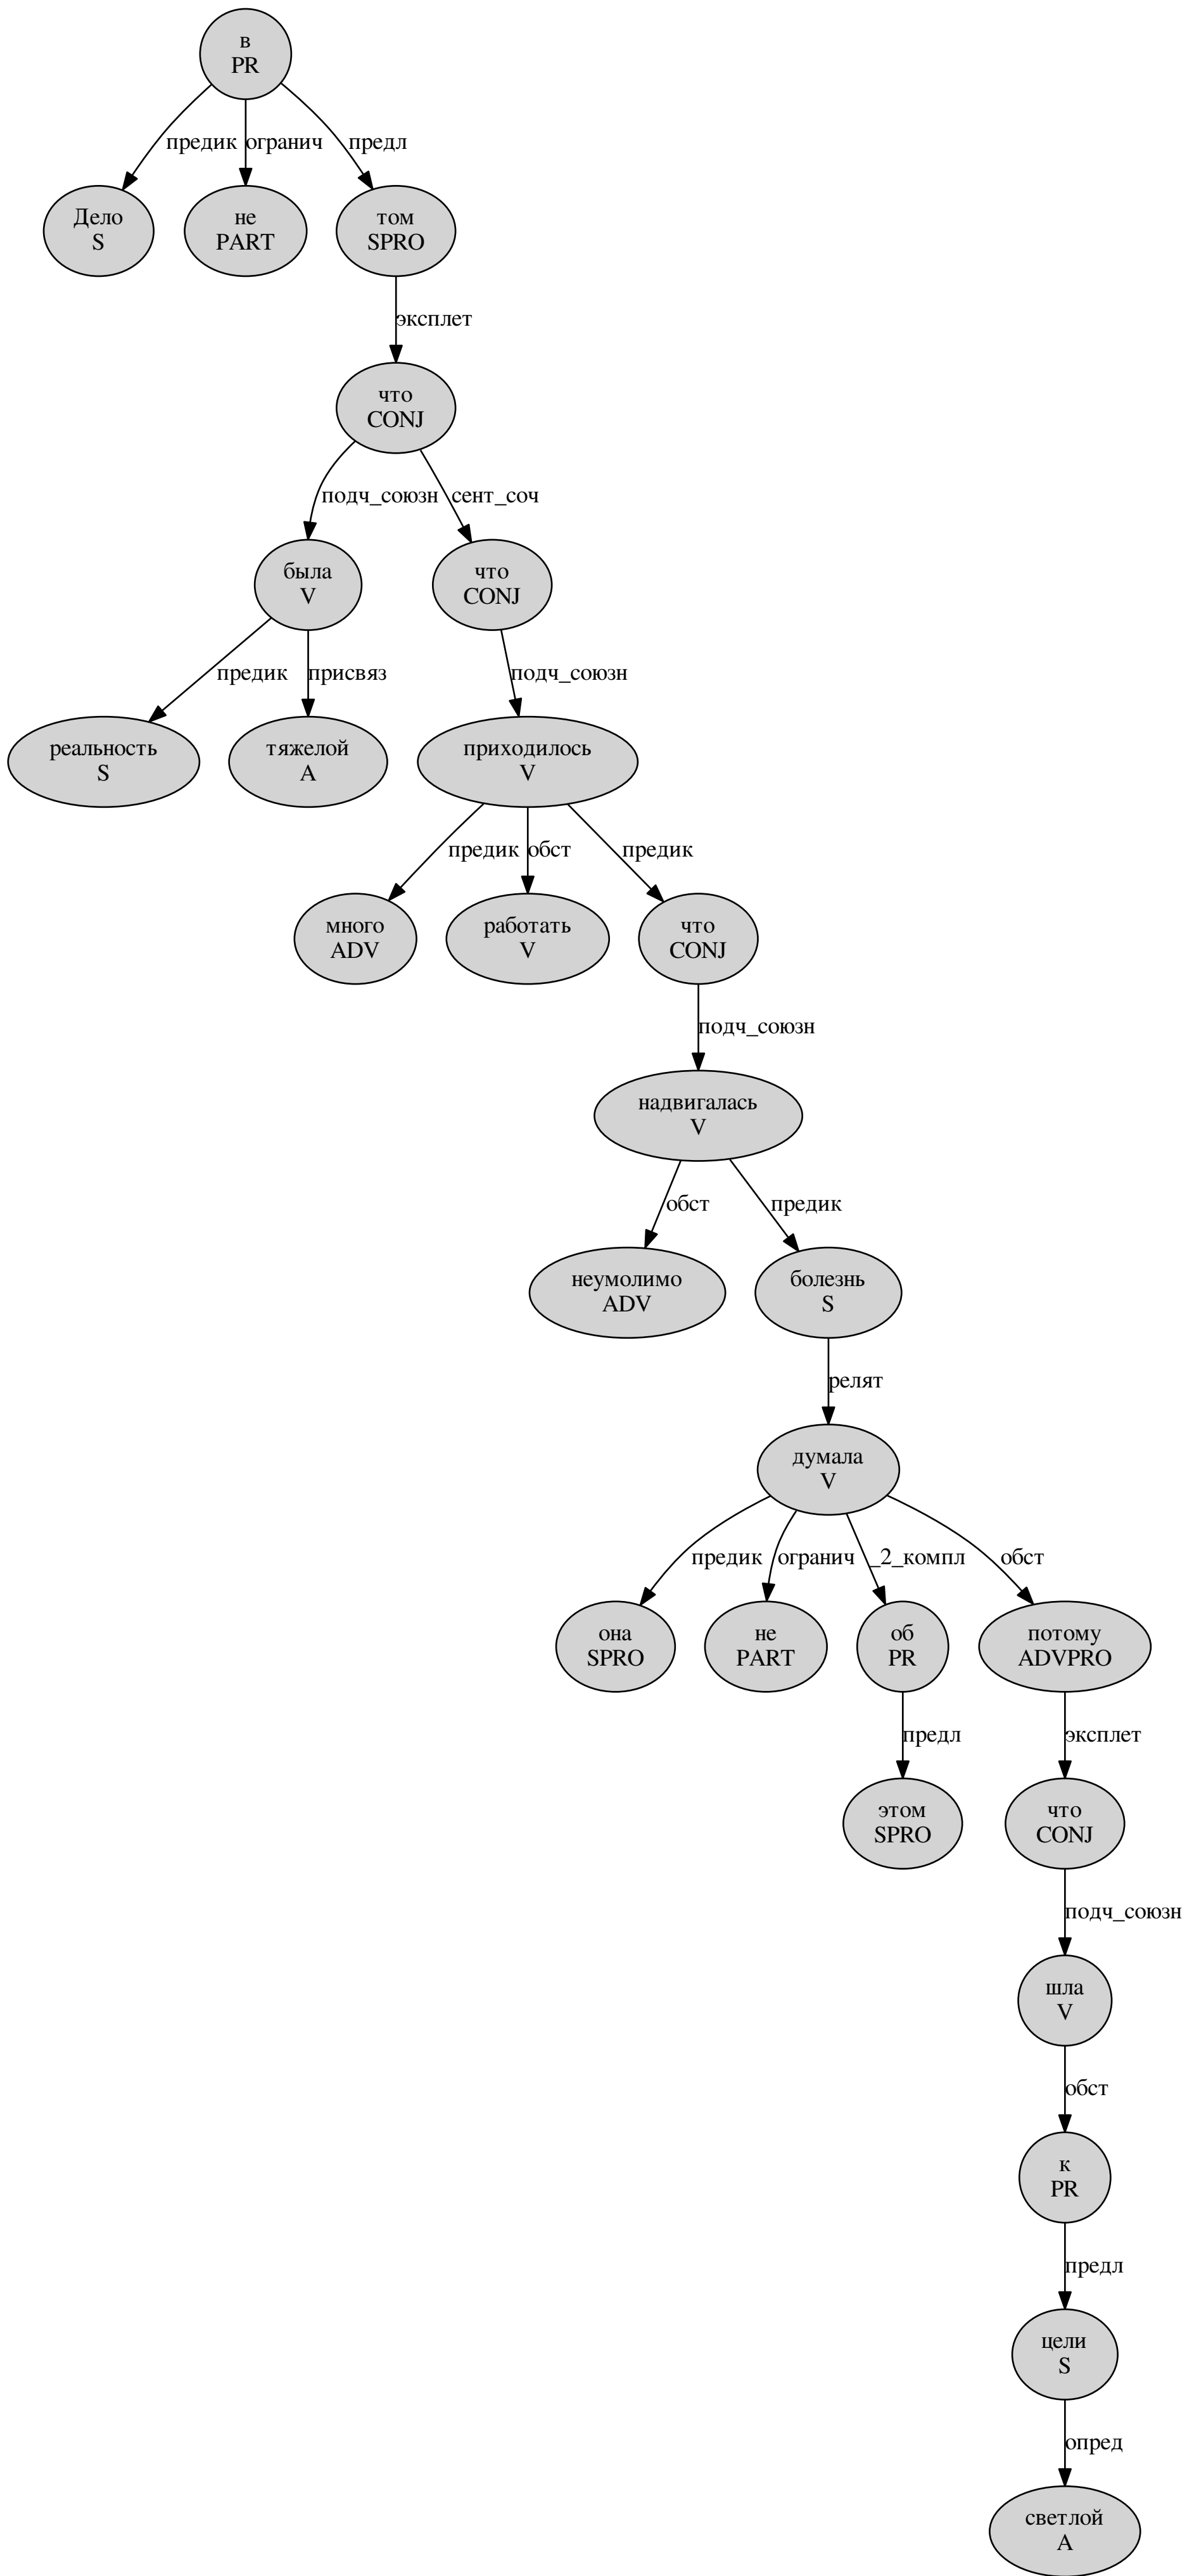 в
PR
предик огранич предл
Дело
S
не
PART
том
SPRO
эксплет
что
CONJ
подч_союзн сент_соч
была
V
что
CONJ
предик присвяз подч_союзн
реальность
S
тяжелой
A
приходилось
V
предик обст предик
много
ADV
работать
V
что
CONJ
подч_союзн
надвигалась
V
обст предик
неумолимо
ADV
болезнь
S
релят
думала
V
предик огранич _2_компл обст
она
SPRO
не
PART
об
PR
потому
ADVPRO
предл эксплет
этом
SPRO
что
CONJ
подч_союзн
шла
V
обст
к
PR
предл
цели
S
опред
светлой
A